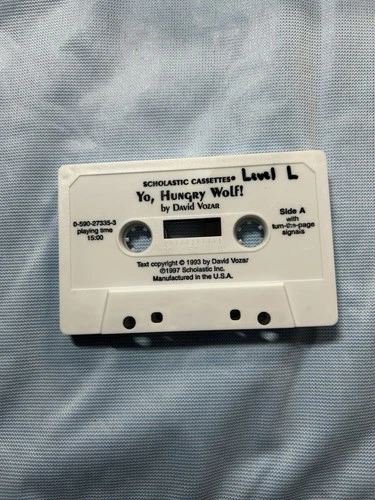 SCHOLASTIC CASSETTES® Level L
Yo, Hungry Wolf!
by David Vozar
0-590-27335-3
playing time
15:00
Side A
with
turn-the-page
signals
Text copyright © 1993 by David Vozar
℗1997 Scholastic Inc.
Manufactured in the U.S.A.